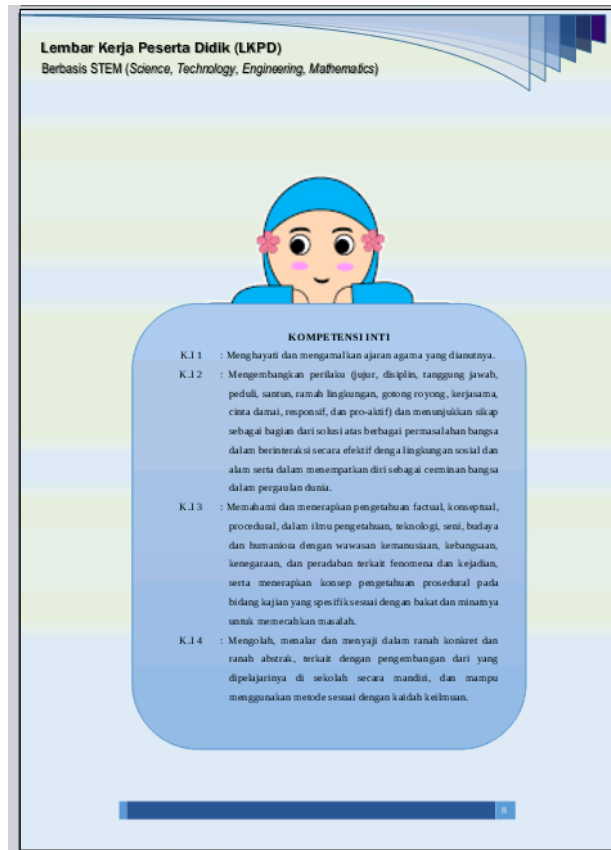 Lembar Kerja Peserta Didik (LKPD)
Berbasis STEM (Science, Technology, Engineering, Mathematics)
KOMPETENSI INTI
K.I 1 : Menghayati dan mengamalkan ajaran agama yang dianutnya.
K.I 2 : Mengembangkan perilaku (jujur, disiplin, tanggung jawab,
peduli, santun, ramah lingkungan, gotong royong, kerjasama,
cinta damai, responsif, dan pro-aktif) dan menunjukkan sikap
sebagai bagian dari solusi atas berbagai permasalahan bangsa
dalam berinteraksi secara efektif denga lingkungan sosial dan
alam serta dalam menempatkan diri sebagai cerminan bangsa
dalam pergaulan dunia.
K.I 3 : Memahami dan menerapkan pengetahuan factual, konseptual,
procedural, dalam ilmu pengetahuan, teknologi, seni, budaya
dan humaniora dengan wawasan kemanusiaan, kebangsaan,
kenegaraan, dan peradaban terkait fenomena dan kejadian,
serta menerapkan konsep pengetahuan prosedural pada
bidang kajian yang spesifik sesuai dengan bakat dan minatnya
untuk memecahkan masalah.
K.I 4 : Mengolah, menalar dan menyaji dalam ranah konkret dan
ranah abstrak, terkait dengan pengembangan dari yang
dipelajarinya di sekolah secara mandiri, dan mampu
menggunakan metode sesuai dengan kaidah keilmuan.
8